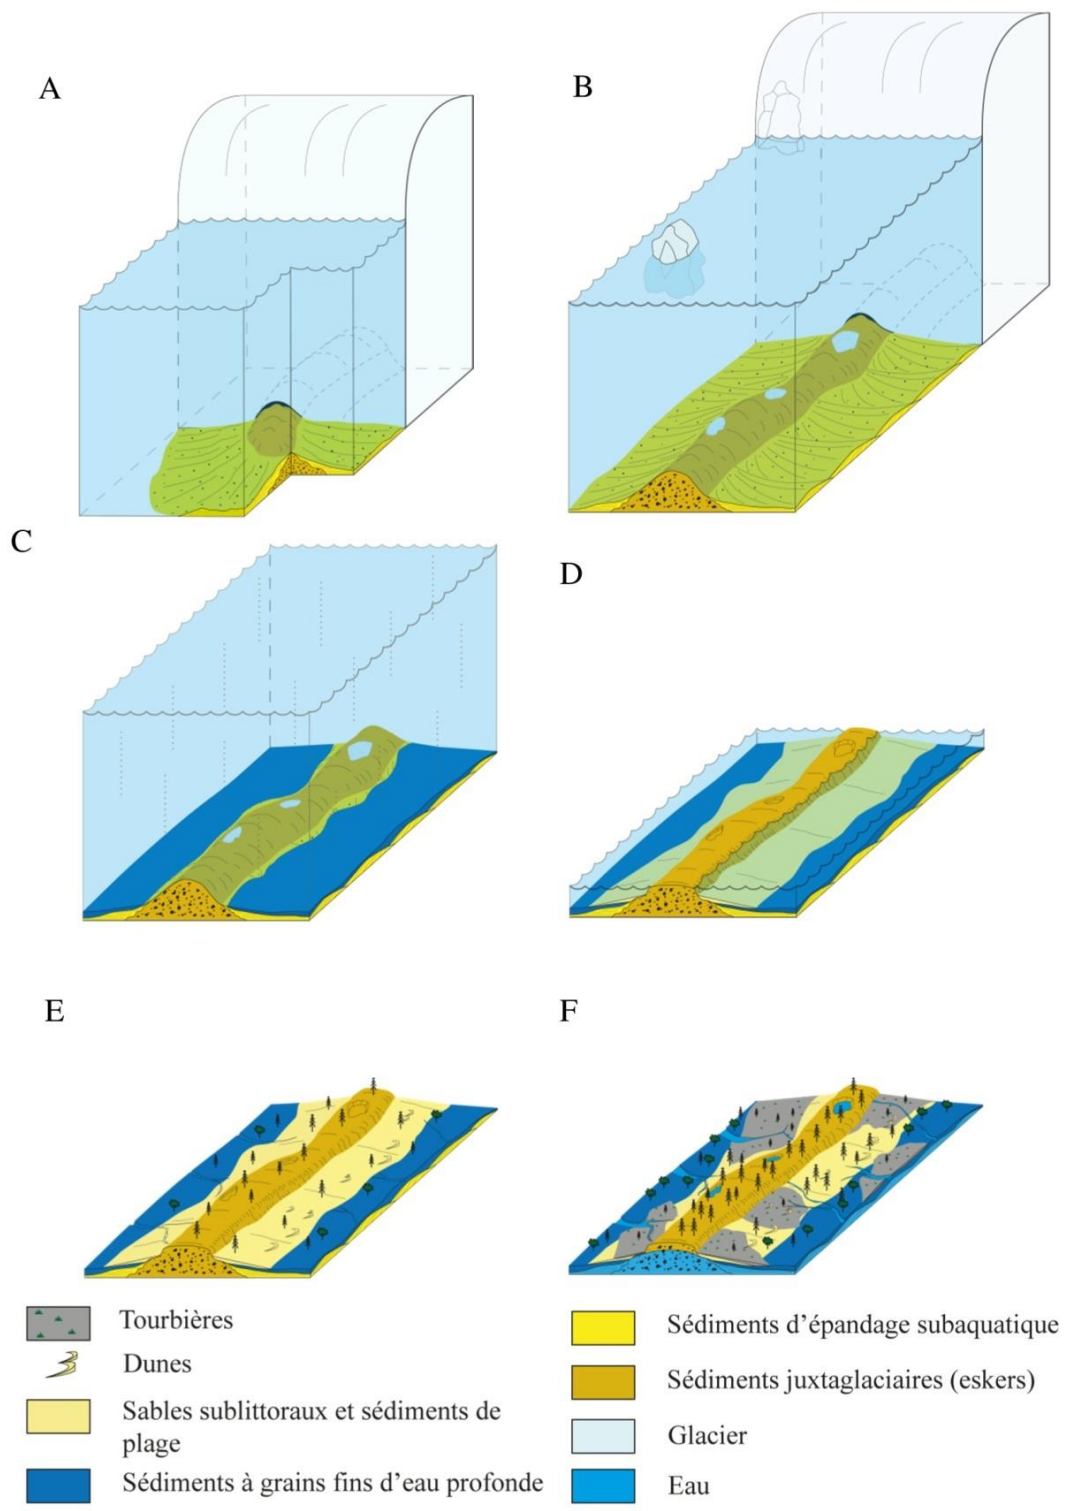 A
B
C
D
E
F
Tourbières
Dunes
Sables sublittoraux et sédiments de
plage
Sédiments à grains fins d’eau profonde
Sédiments d’épandage subaquatique
Sédiments juxtaglaciaires (eskers)
Glacier
Eau